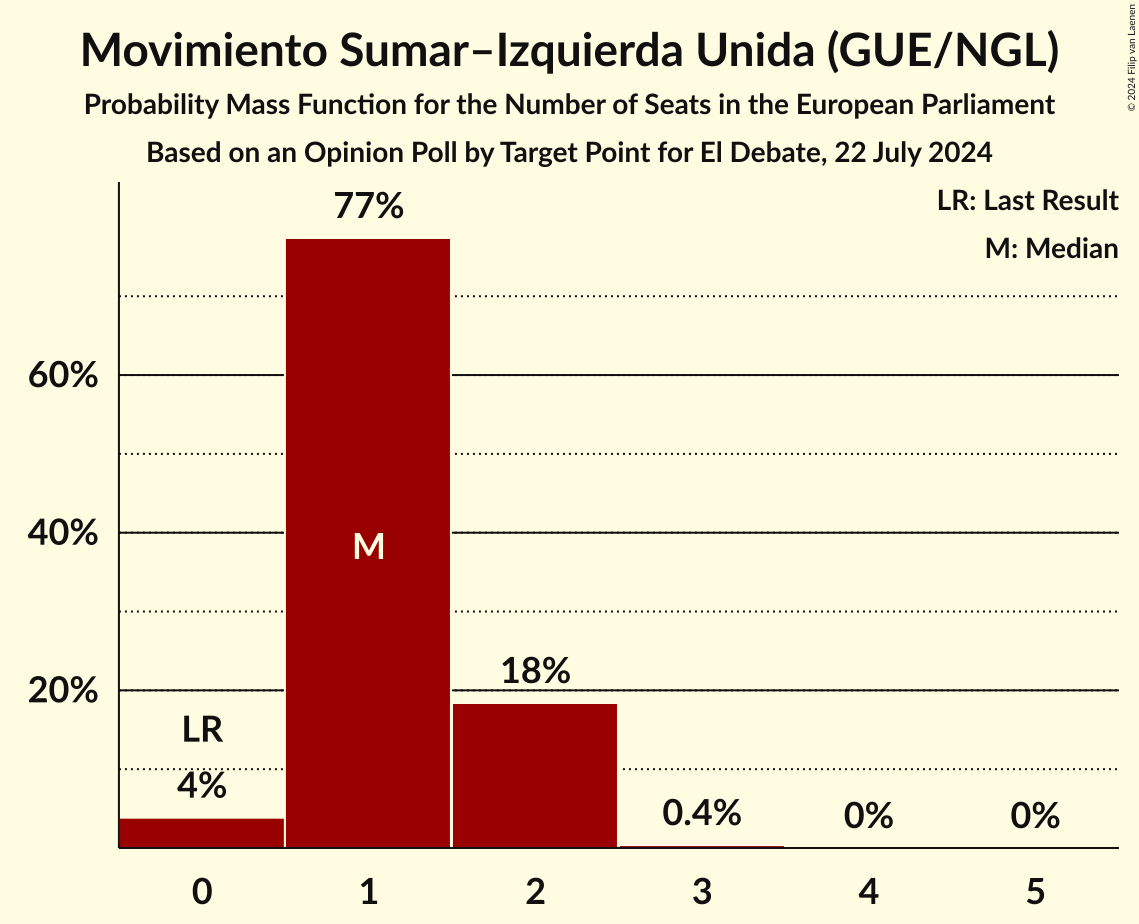 Movimiento Sumar–Izquierda Unida (GUE/NGL)
Probability Mass Function for the Number of Seats in the European Parliament
Based on an Opinion Poll by Target Point for El Debate, 22 July 2024
© 2024 Filip van Laenen
LR: Last Result
M: Median
77%
60%
40%
M
20%
18%
LR
4%
0.4%
0%
0%
0 1 2 3 4 5